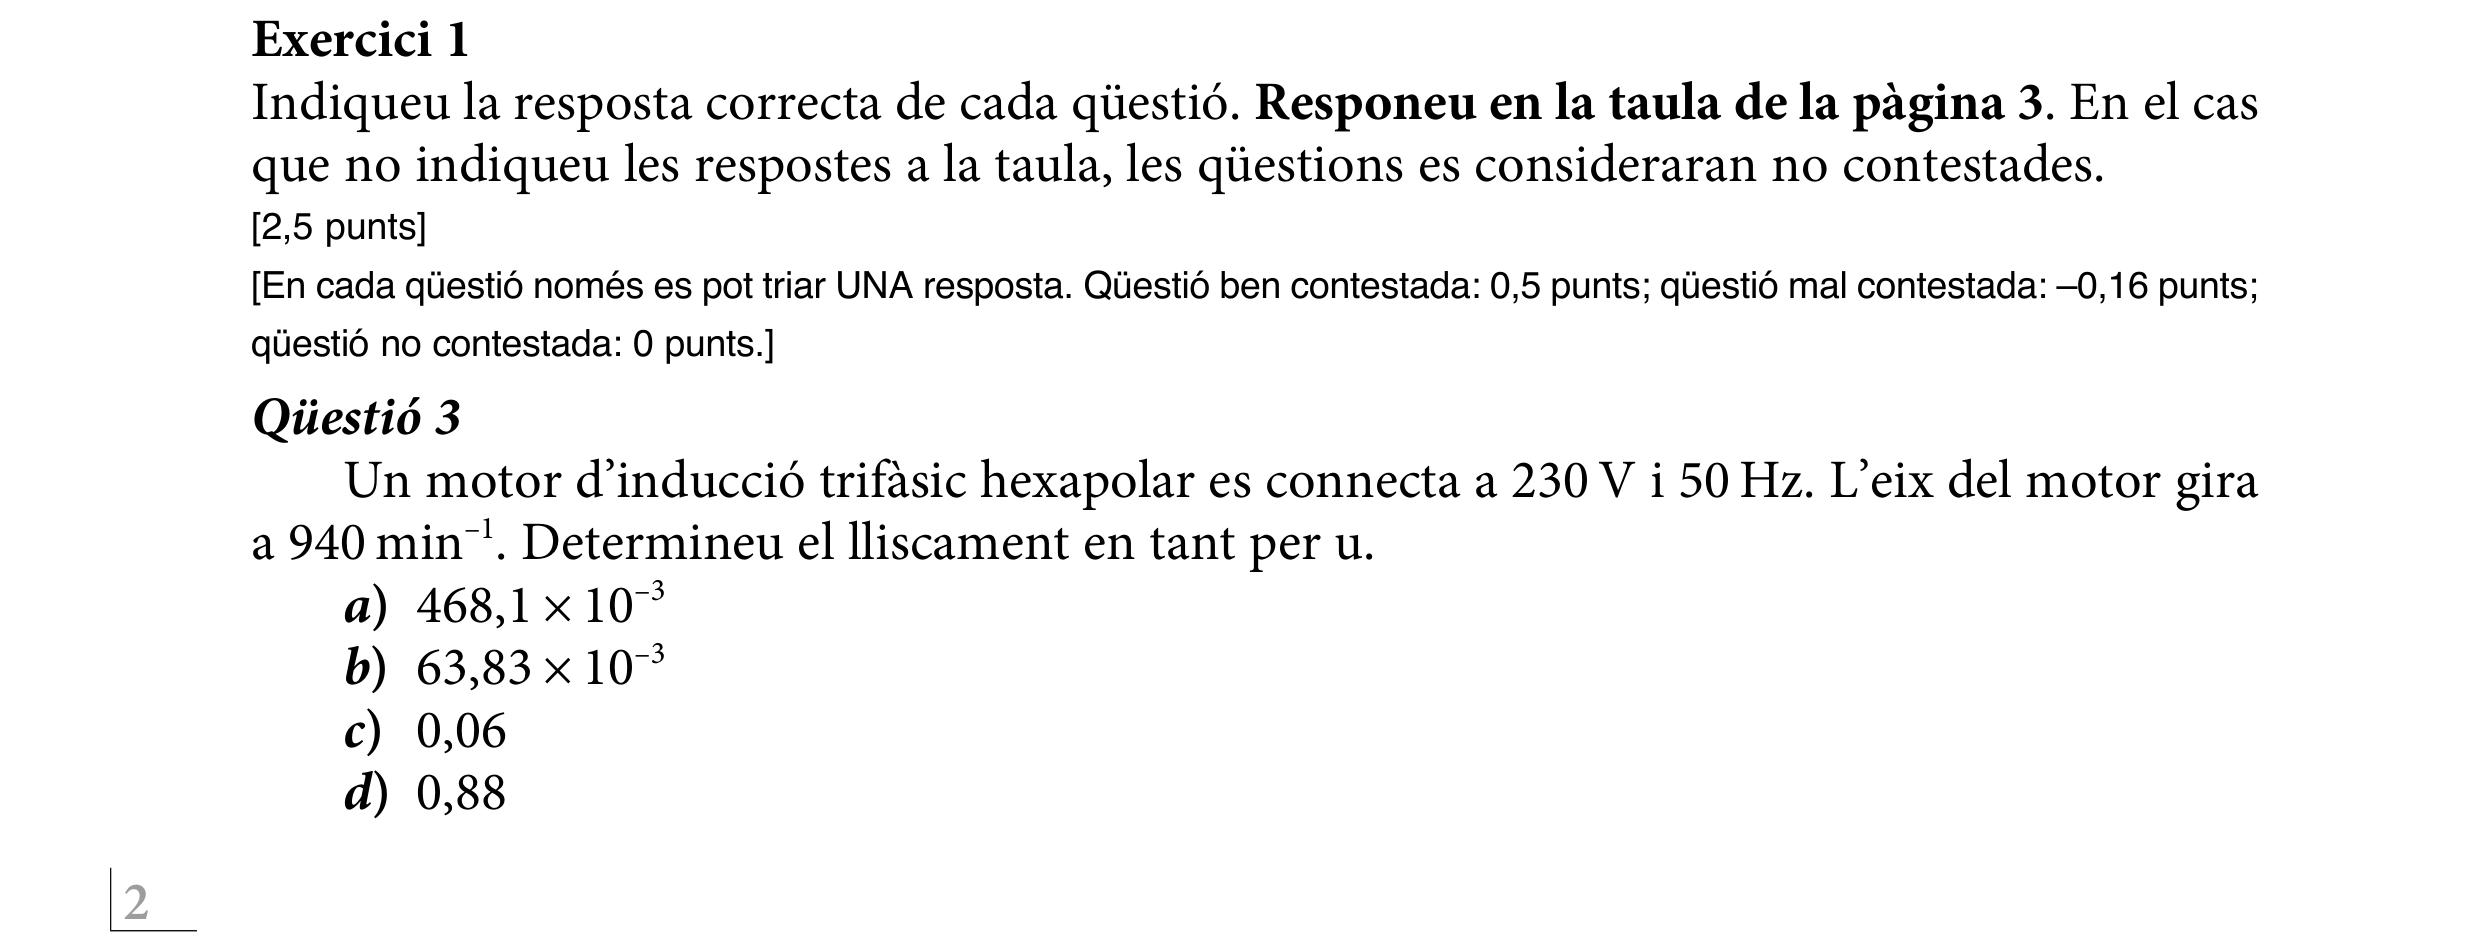 Exercici 1
Indiqueu la resposta correcta de cada qüestió. Responeu en la taula de la pàgina 3. En el cas
que no indiqueu les respostes a la taula, les qüestions es consideraran no contestades.
[2,5 punts]
[En cada qüestió només es pot triar UNA resposta. Qüestió ben contestada: 0,5 punts; qüestió mal contestada: –0,16 punts;
qüestió no contestada: 0 punts.]
Qüestió 3
Un motor d’inducció trifàsic hexapolar es connecta a 230 V i 50 Hz. L’eix del motor gira
a 940 min⁻¹. Determineu el lliscament en tant per u.
a) 468,1 × 10⁻³
b) 63,83 × 10⁻³
c) 0,06
d) 0,88
2